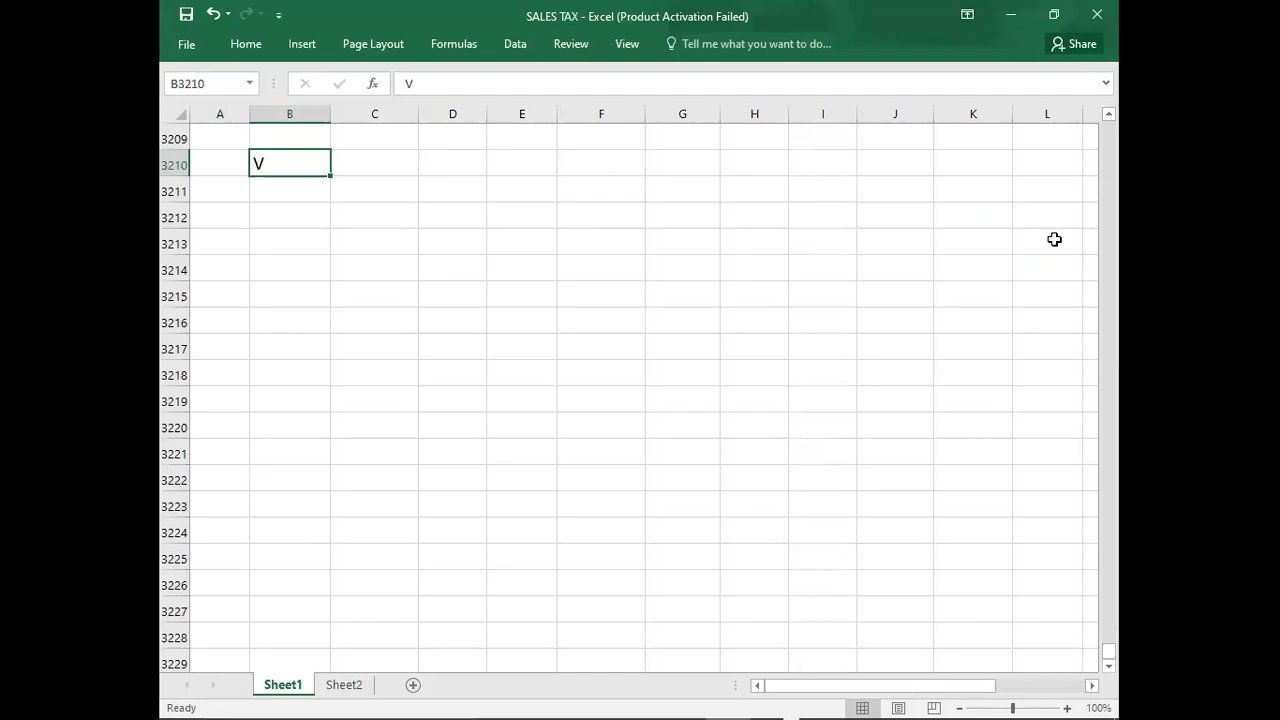 SALES TAX - Excel (Product Activation Failed)
File Home Insert Page Layout Formulas Data Review View Tell me what you want to do... Share
B3210 fx V
A B C D E F G H I J K L
3209
3210 V
3211
3212
3213
3214
3215
3216
3217
3218
3219
3220
3221
3222
3223
3224
3225
3226
3227
3228
3229
Sheet1 Sheet2
Ready 100%